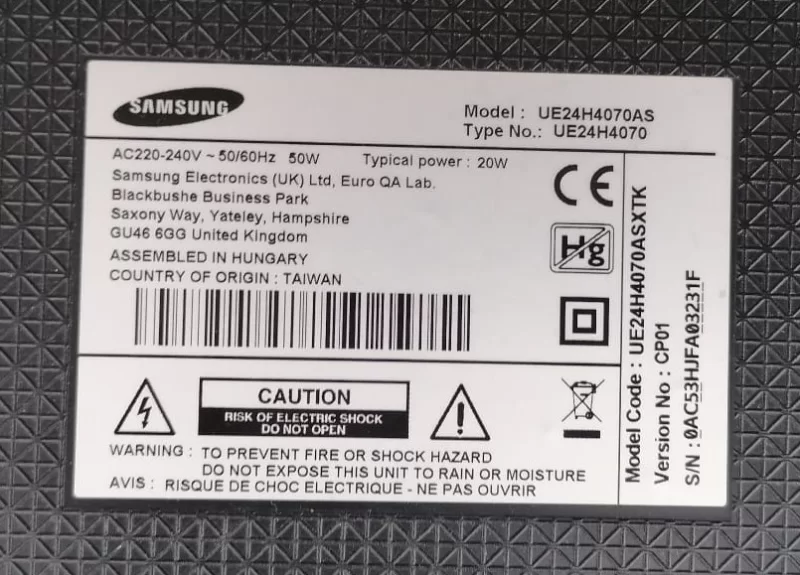 SAMSUNG
Model : UE24H4070AS
Type No.: UE24H4070
AC220-240V ~ 50/60Hz 50W Typical power : 20W
Samsung Electronics (UK) Ltd, Euro QA Lab.
Blackbushe Business Park
Saxony Way, Yateley, Hampshire
GU46 6GG United Kingdom
ASSEMBLED IN HUNGARY
COUNTRY OF ORIGIN : TAIWAN
CE
Hg
CAUTION
RISK OF ELECTRIC SHOCK
DO NOT OPEN
WARNING : TO PREVENT FIRE OR SHOCK HAZARD
DO NOT EXPOSE THIS UNIT TO RAIN OR MOISTURE
AVIS : RISQUE DE CHOC ELECTRIQUE - NE PAS OUVRIR
Model Code : UE24H4070ASXTK
Version No : CP01
S/N : 0AC53HJFA03231F